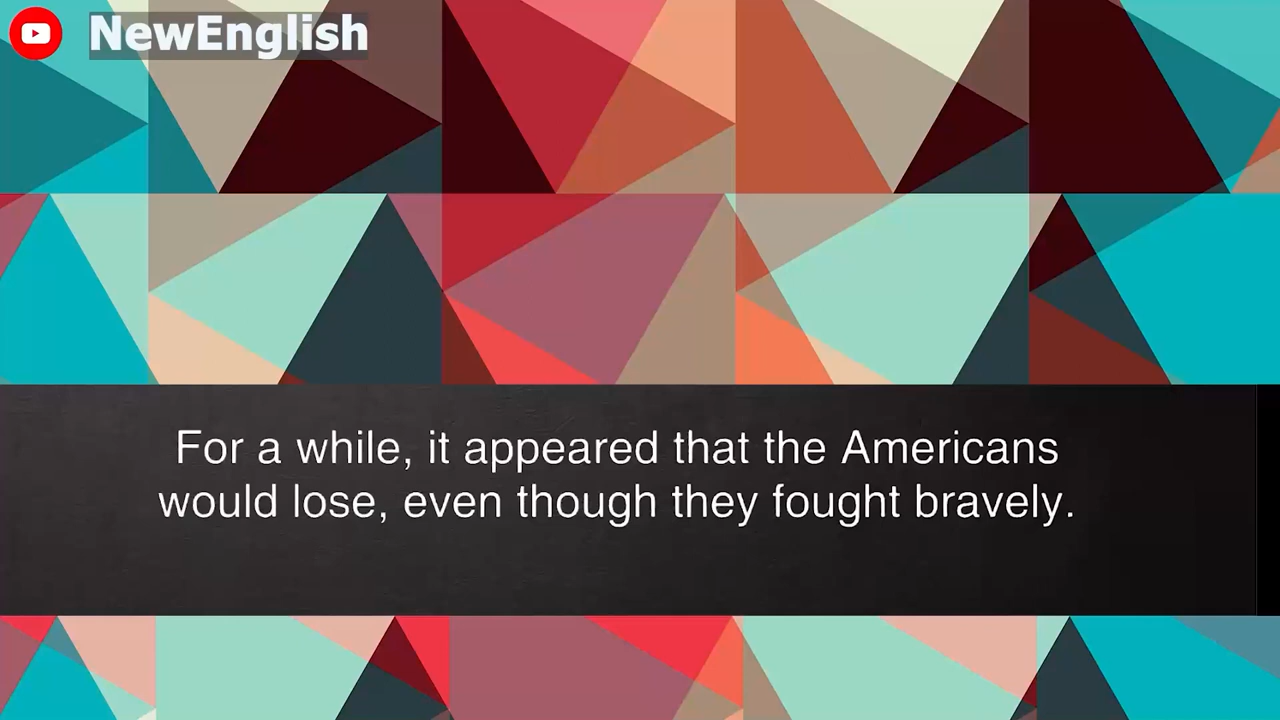 NewEnglish
For a while, it appeared that the Americans
would lose, even though they fought bravely.